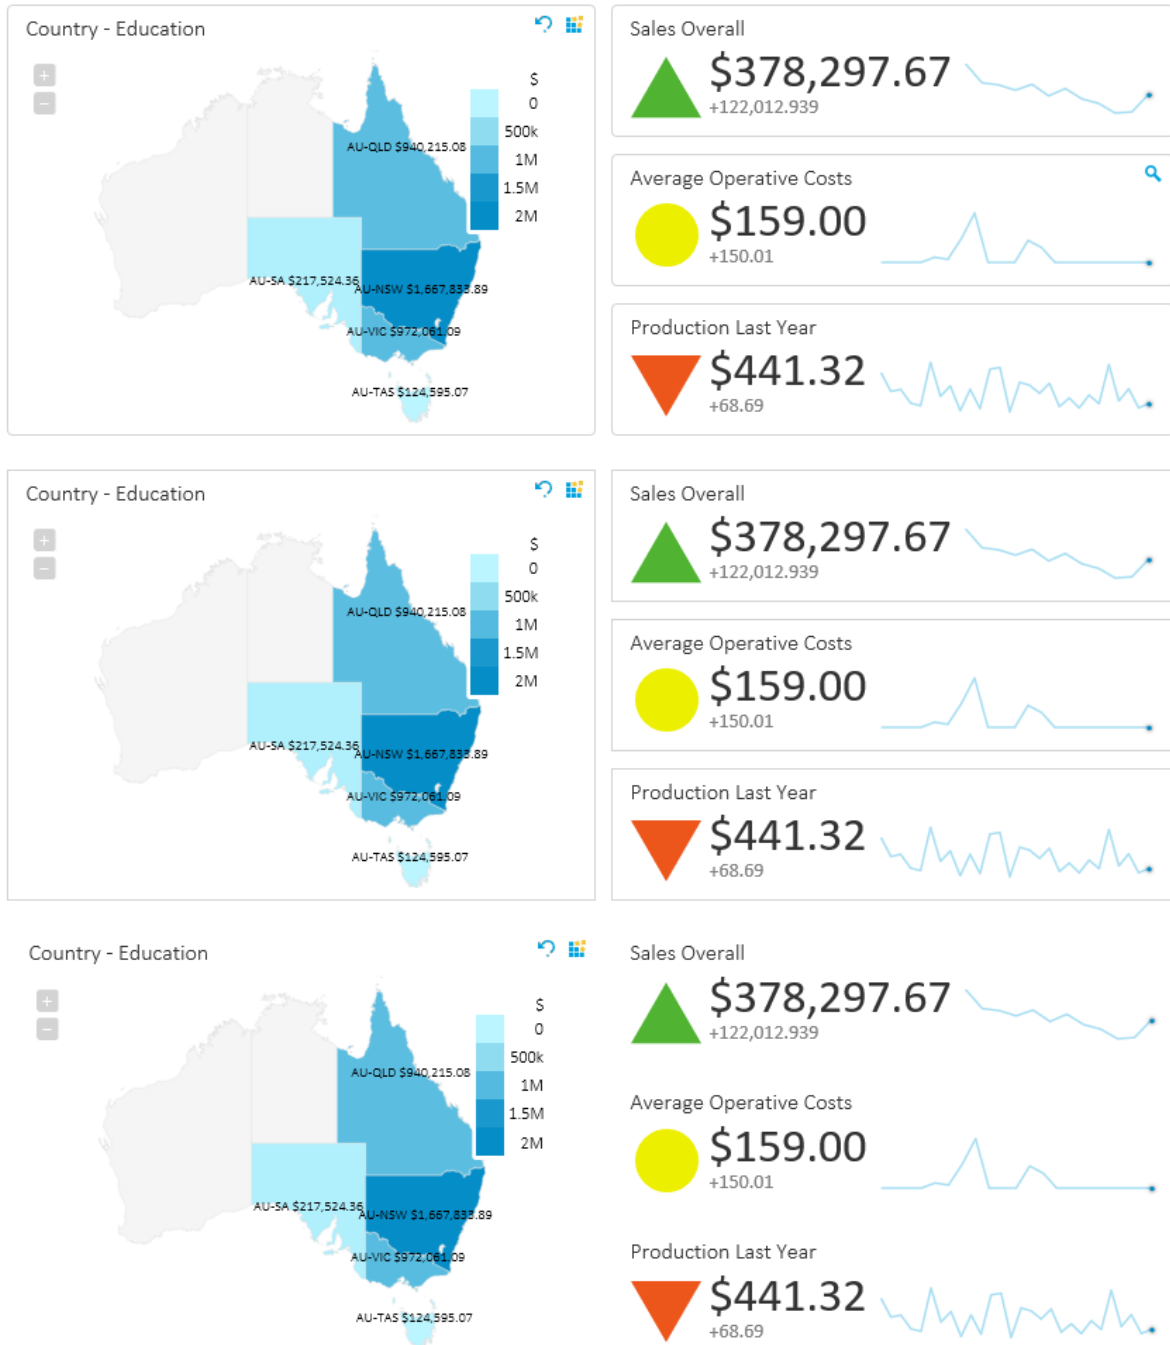 Country - Education
+
−
$
0
500k
1M
1.5M
2M
AU-QLD $940,215.08
AU-SA $217,524.36
AU-NSW $1,667,833.89
AU-VIC $972,061.09
AU-TAS $124,595.07
Sales Overall
$378,297.67
+122,012.939
Average Operative Costs
$159.00
+150.01
Production Last Year
$441.32
+68.69
Country - Education
+
−
$
0
500k
1M
1.5M
2M
AU-QLD $940,215.08
AU-SA $217,524.36
AU-NSW $1,667,833.89
AU-VIC $972,061.09
AU-TAS $124,595.07
Sales Overall
$378,297.67
+122,012.939
Average Operative Costs
$159.00
+150.01
Production Last Year
$441.32
+68.69
Country - Education
+
−
$
0
500k
1M
1.5M
2M
AU-QLD $940,215.08
AU-SA $217,524.36
AU-NSW $1,667,833.89
AU-VIC $972,061.09
AU-TAS $124,595.07
Sales Overall
$378,297.67
+122,012.939
Average Operative Costs
$159.00
+150.01
Production Last Year
$441.32
+68.69